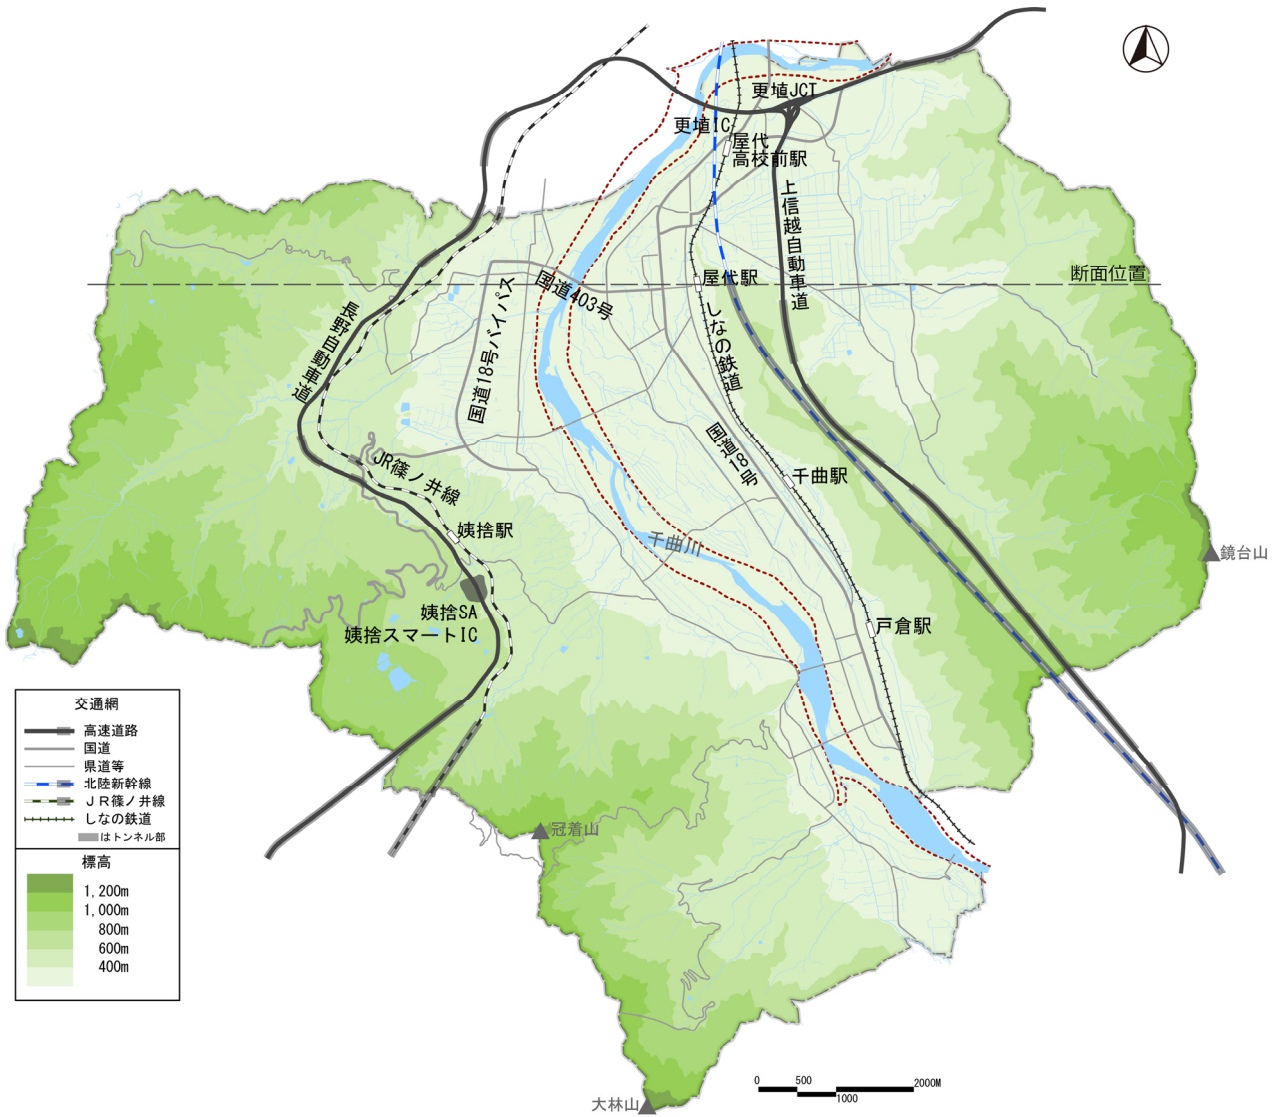 更埴JCT
更埴IC
屋代
高校前駅
上信越自動車道
断面位置
国道403号
屋代駅
長野自動車道
国道18号バイパス
しなの鉄道
国道18号
JR篠ノ井線
千曲駅
姨捨駅
千曲川
鏡台山
姨捨SA
姨捨スマートIC
戸倉駅
交通網
高速道路
国道
県道等
北陸新幹線
ＪＲ篠ノ井線
しなの鉄道
はトンネル部
冠着山
標高
1,200m
1,000m
800m
600m
400m
0 500 2000M
1000
大林山